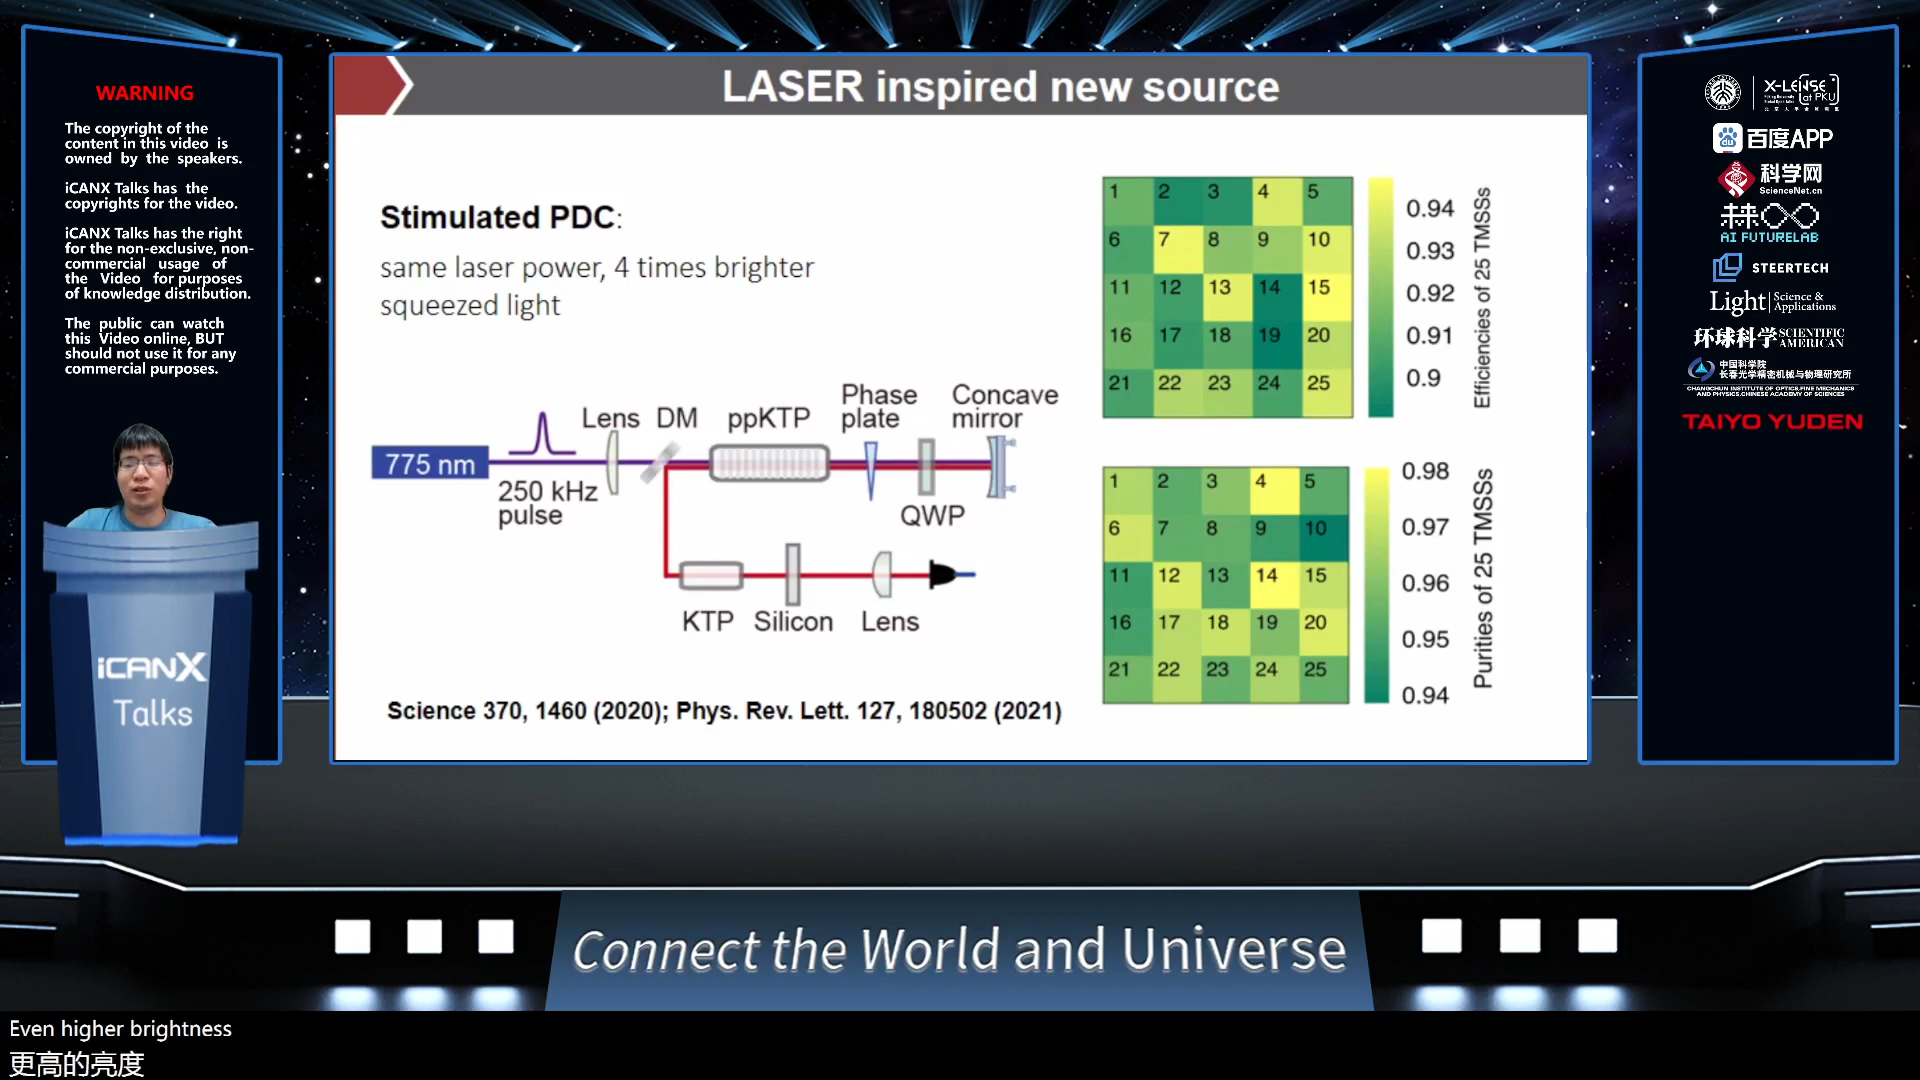 WARNING
The copyright of the
content in this video is
owned by the speakers.
iCANX Talks has the
copyrights for the video.
iCANX Talks has the right
for the non-exclusive, non-
commercial usage of
the Video for purposes
of knowledge distribution.
The public can watch
this Video online, BUT
should not use it for any
commercial purposes.
iCANX
Talks
LASER inspired new source
Stimulated PDC:
same laser power, 4 times brighter
squeezed light
775 nm
250 kHz
pulse
Lens
DM
ppKTP
Phase
plate
Concave
mirror
QWP
KTP
Silicon
Lens
Science 370, 1460 (2020); Phys. Rev. Lett. 127, 180502 (2021)
1 2 3 4 5
6 7 8 9 10
11 12 13 14 15
16 17 18 19 20
21 22 23 24 25
0.94
0.93
0.92
0.91
0.9
Efficiencies of 25 TMSSs
1 2 3 4 5
6 7 8 9 10
11 12 13 14 15
16 17 18 19 20
21 22 23 24 25
0.98
0.97
0.96
0.95
0.94
Purities of 25 TMSSs
X-LENSE
at PKU
百度APP
科学网
ScienceNet.cn
AI FUTURELAB
STEERTECH
Light Science &
Applications
环球科学 SCIENTIFIC
AMERICAN
中国科学院
长春光学精密机械与物理研究所
CHANGCHUN INSTITUTE OF OPTICS,FINE MECHANICS
AND PHYSICS,CHINESE ACADEMY OF SCIENCES
TAIYO YUDEN
Connect the World and Universe
Even higher brightness
更高的亮度